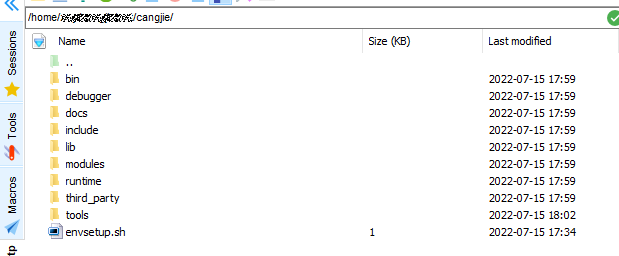 /home/ /cangjie/
Name Size (KB) Last modified
..
bin 2022-07-15 17:59
debugger 2022-07-15 17:59
docs 2022-07-15 17:59
include 2022-07-15 17:59
lib 2022-07-15 17:59
modules 2022-07-15 17:59
runtime 2022-07-15 17:59
third_party 2022-07-15 17:59
tools 2022-07-15 18:02
envsetup.sh 1 2022-07-15 17:34
Sessions
Tools
Macros
tp